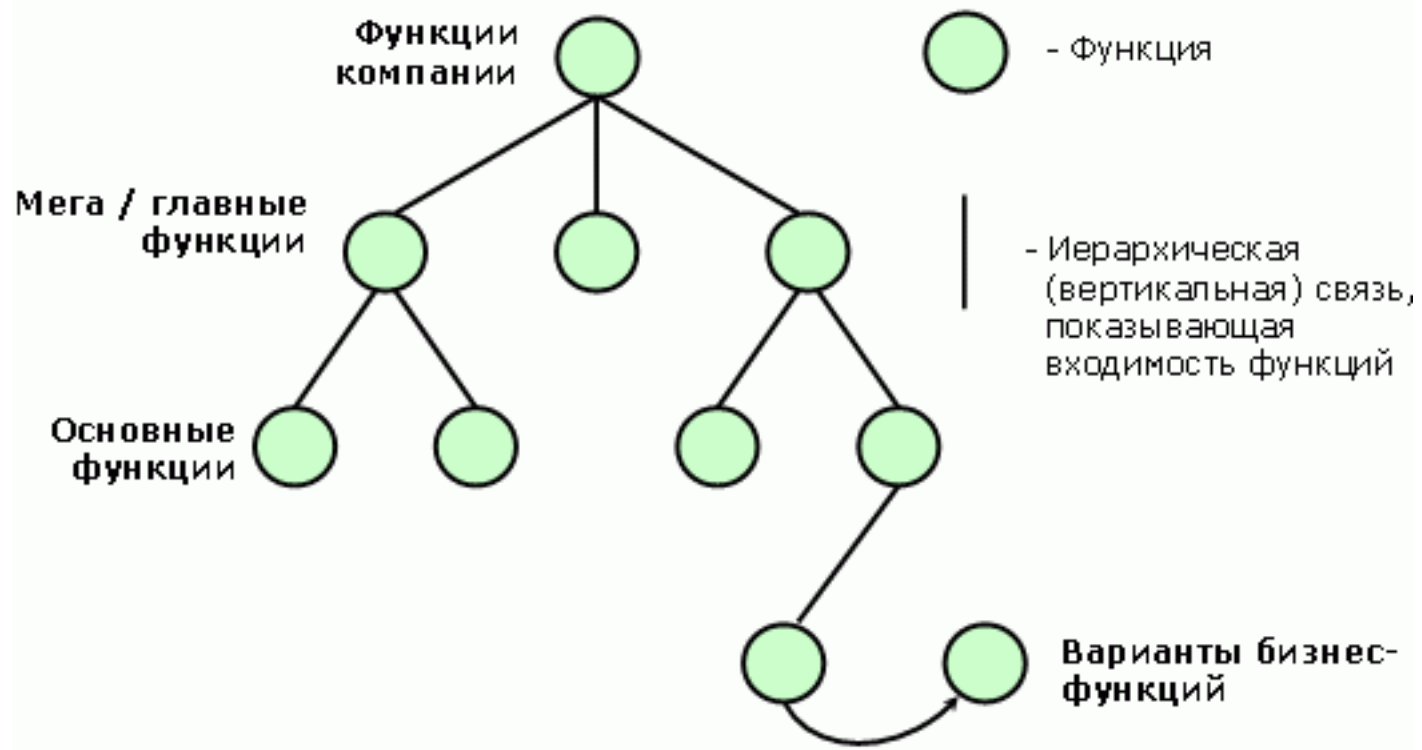 Функции
компании
- Функция
Мега / главные
функции
- Иерархическая
(вертикальная) связь,
показывающая
входимость функций
Основные
функции
Варианты бизнес-
функций